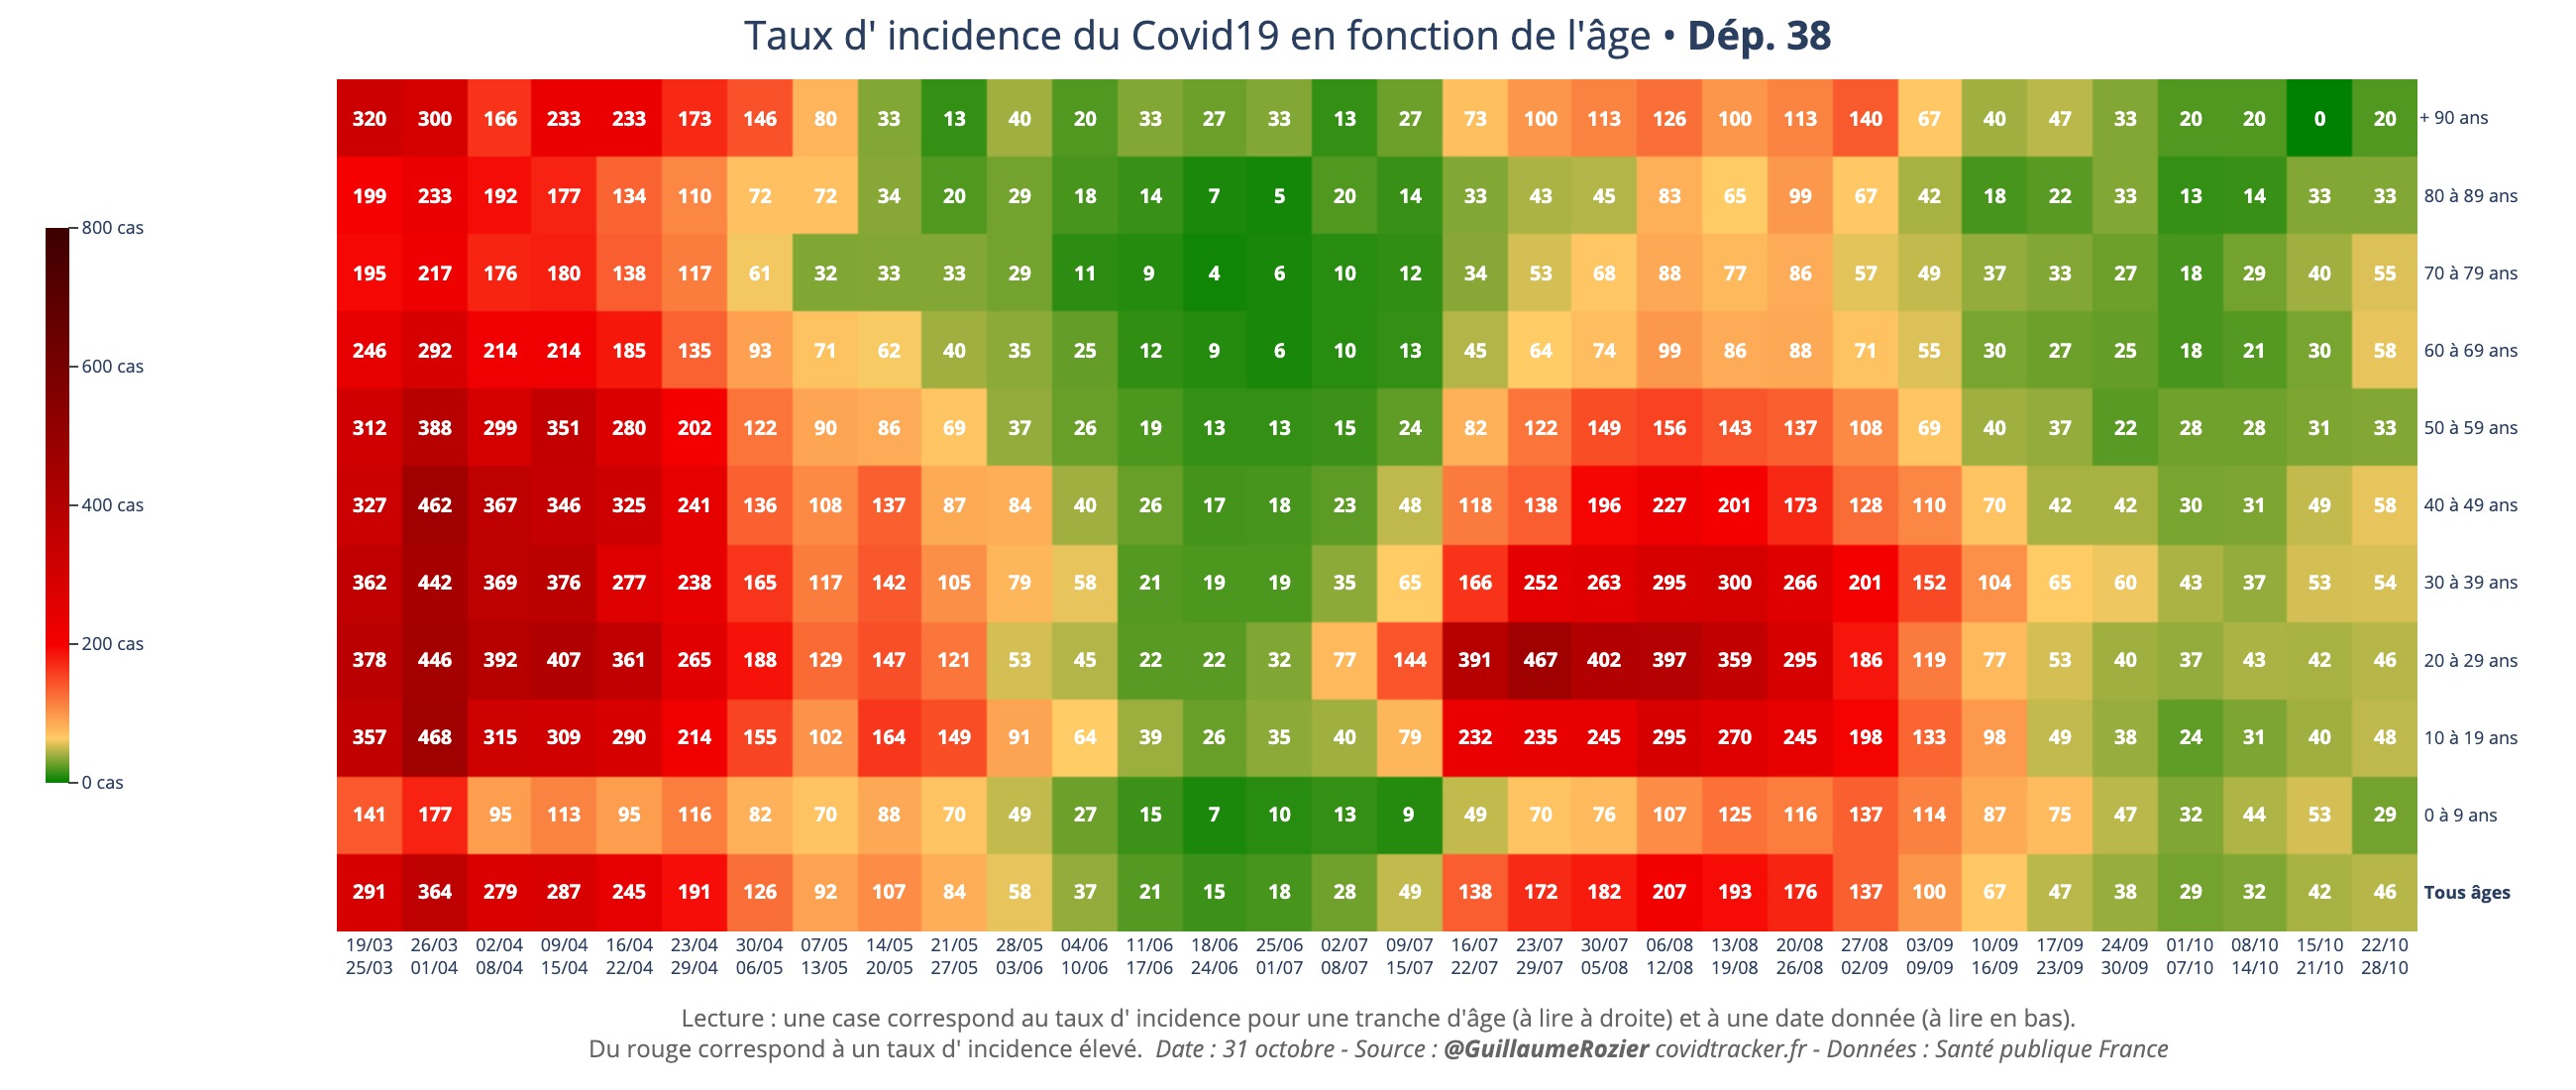 Taux d' incidence du Covid19 en fonction de l'âge • Dép. 38
800 cas
600 cas
400 cas
200 cas
0 cas
320 300 166 233 233 173 146 80 33 13 40 20 33 27 33 13 27 73 100 113 126 100 113 140 67 40 47 33 20 20 0 20 + 90 ans
199 233 192 177 134 110 72 72 34 20 29 18 14 7 5 20 14 33 43 45 83 65 99 67 42 18 22 33 13 14 33 33 80 à 89 ans
195 217 176 180 138 117 61 32 33 33 29 11 9 4 6 10 12 34 53 68 88 77 86 57 49 37 33 27 18 29 40 55 70 à 79 ans
246 292 214 214 185 135 93 71 62 40 35 25 12 9 6 10 13 45 64 74 99 86 88 71 55 30 27 25 18 21 30 58 60 à 69 ans
312 388 299 351 280 202 122 90 86 69 37 26 19 13 13 15 24 82 122 149 156 143 137 108 69 40 37 22 28 28 31 33 50 à 59 ans
327 462 367 346 325 241 136 108 137 87 84 40 26 17 18 23 48 118 138 196 227 201 173 128 110 70 42 42 30 31 49 58 40 à 49 ans
362 442 369 376 277 238 165 117 142 105 79 58 21 19 19 35 65 166 252 263 295 300 266 201 152 104 65 60 43 37 53 54 30 à 39 ans
378 446 392 407 361 265 188 129 147 121 53 45 22 22 32 77 144 391 467 402 397 359 295 186 119 77 53 40 37 43 42 46 20 à 29 ans
357 468 315 309 290 214 155 102 164 149 91 64 39 26 35 40 79 232 235 245 295 270 245 198 133 98 49 38 24 31 40 48 10 à 19 ans
141 177 95 113 95 116 82 70 88 70 49 27 15 7 10 13 9 49 70 76 107 125 116 137 114 87 75 47 32 44 53 29 0 à 9 ans
291 364 279 287 245 191 126 92 107 84 58 37 21 15 18 28 49 138 172 182 207 193 176 137 100 67 47 38 29 32 42 46 Tous âges
19/03 26/03 02/04 09/04 16/04 23/04 30/04 07/05 14/05 21/05 28/05 04/06 11/06 18/06 25/06 02/07 09/07 16/07 23/07 30/07 06/08 13/08 20/08 27/08 03/09 10/09 17/09 24/09 01/10 08/10 15/10 22/10
25/03 01/04 08/04 15/04 22/04 29/04 06/05 13/05 20/05 27/05 03/06 10/06 17/06 24/06 01/07 08/07 15/07 22/07 29/07 05/08 12/08 19/08 26/08 02/09 09/09 16/09 23/09 30/09 07/10 14/10 21/10 28/10
Lecture : une case correspond au taux d' incidence pour une tranche d'âge (à lire à droite) et à une date donnée (à lire en bas).
Du rouge correspond à un taux d' incidence élevé. Date : 31 octobre - Source : @GuillaumeRozier covidtracker.fr - Données : Santé publique France